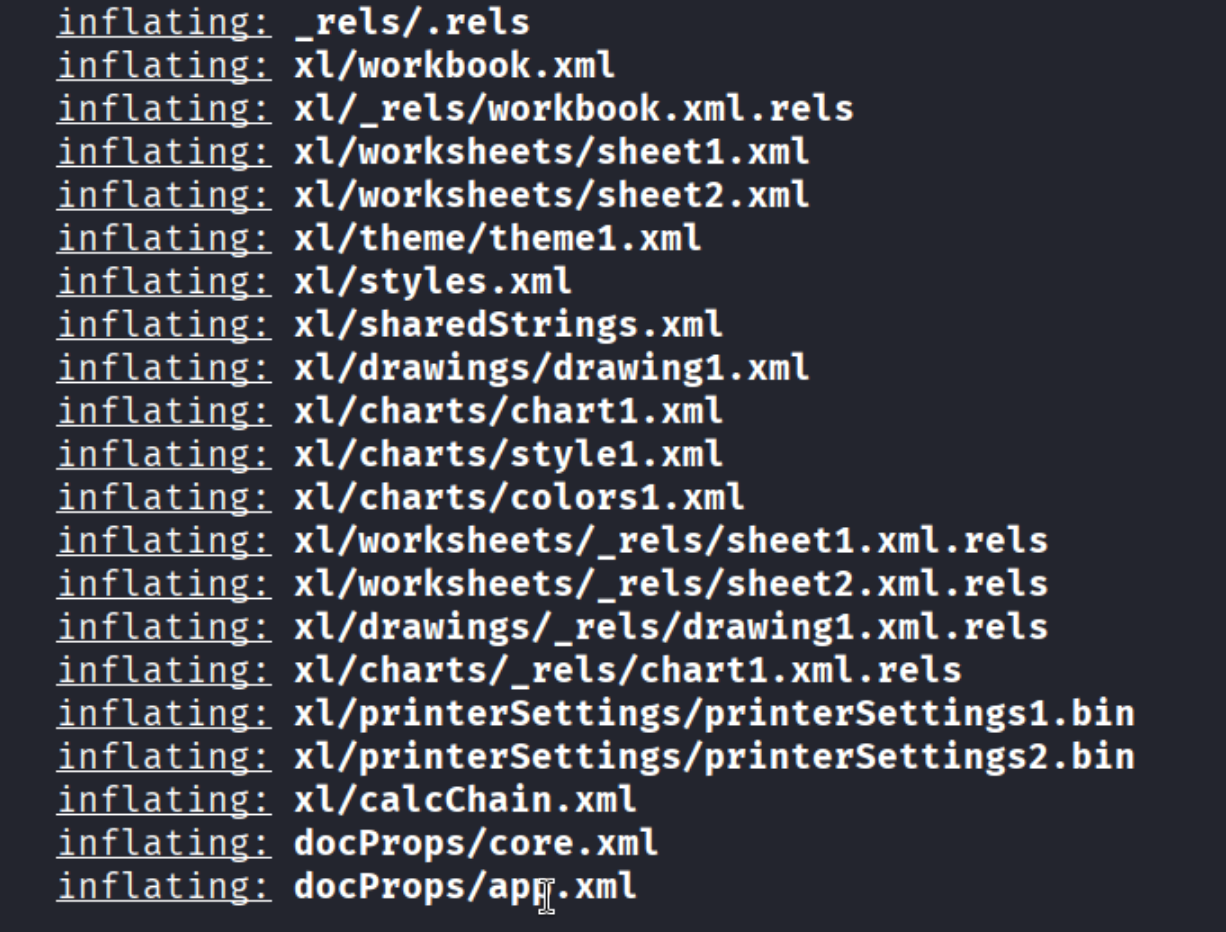 inflating: _rels/.rels
inflating: xl/workbook.xml
inflating: xl/_rels/workbook.xml.rels
inflating: xl/worksheets/sheet1.xml
inflating: xl/worksheets/sheet2.xml
inflating: xl/theme/theme1.xml
inflating: xl/styles.xml
inflating: xl/sharedStrings.xml
inflating: xl/drawings/drawing1.xml
inflating: xl/charts/chart1.xml
inflating: xl/charts/style1.xml
inflating: xl/charts/colors1.xml
inflating: xl/worksheets/_rels/sheet1.xml.rels
inflating: xl/worksheets/_rels/sheet2.xml.rels
inflating: xl/drawings/_rels/drawing1.xml.rels
inflating: xl/charts/_rels/chart1.xml.rels
inflating: xl/printerSettings/printerSettings1.bin
inflating: xl/printerSettings/printerSettings2.bin
inflating: xl/calcChain.xml
inflating: docProps/core.xml
inflating: docProps/app.xml